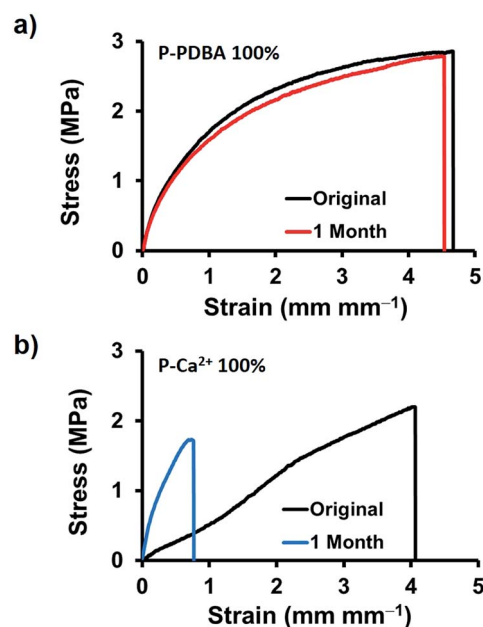 a)
3
P-PDBA 100%
2
Stress (MPa)
1
Original
1 Month
0
0 1 2 3 4 5
Strain (mm mm⁻¹)
b)
3
P-Ca²⁺ 100%
2
Stress (MPa)
1
Original
1 Month
0
0 1 2 3 4 5
Strain (mm mm⁻¹)